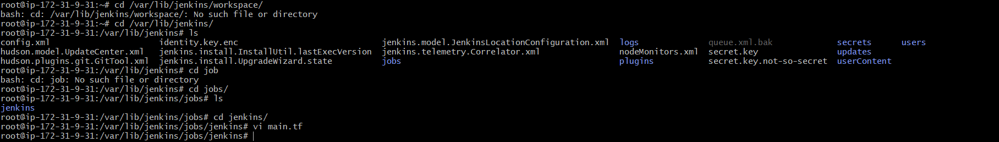 root@ip-172-31-9-31:~# cd /var/lib/jenkins/workspace/
bash: cd: /var/lib/jenkins/workspace/: No such file or directory
root@ip-172-31-9-31:~# cd /var/lib/jenkins/
root@ip-172-31-9-31:/var/lib/jenkins# ls
config.xml identity.key.enc jenkins.model.JenkinsLocationConfiguration.xml logs queue.xml.bak secrets users
hudson.model.UpdateCenter.xml jenkins.install.InstallUtil.lastExecVersion jenkins.telemetry.Correlator.xml nodeMonitors.xml secret.key updates
hudson.plugins.git.GitTool.xml jenkins.install.UpgradeWizard.state jobs plugins secret.key.not-so-secret userContent
root@ip-172-31-9-31:/var/lib/jenkins# cd job
bash: cd: job: No such file or directory
root@ip-172-31-9-31:/var/lib/jenkins# cd jobs/
root@ip-172-31-9-31:/var/lib/jenkins/jobs# ls
jenkins
root@ip-172-31-9-31:/var/lib/jenkins/jobs# cd jenkins/
root@ip-172-31-9-31:/var/lib/jenkins/jobs/jenkins# vi main.tf
root@ip-172-31-9-31:/var/lib/jenkins/jobs/jenkins#